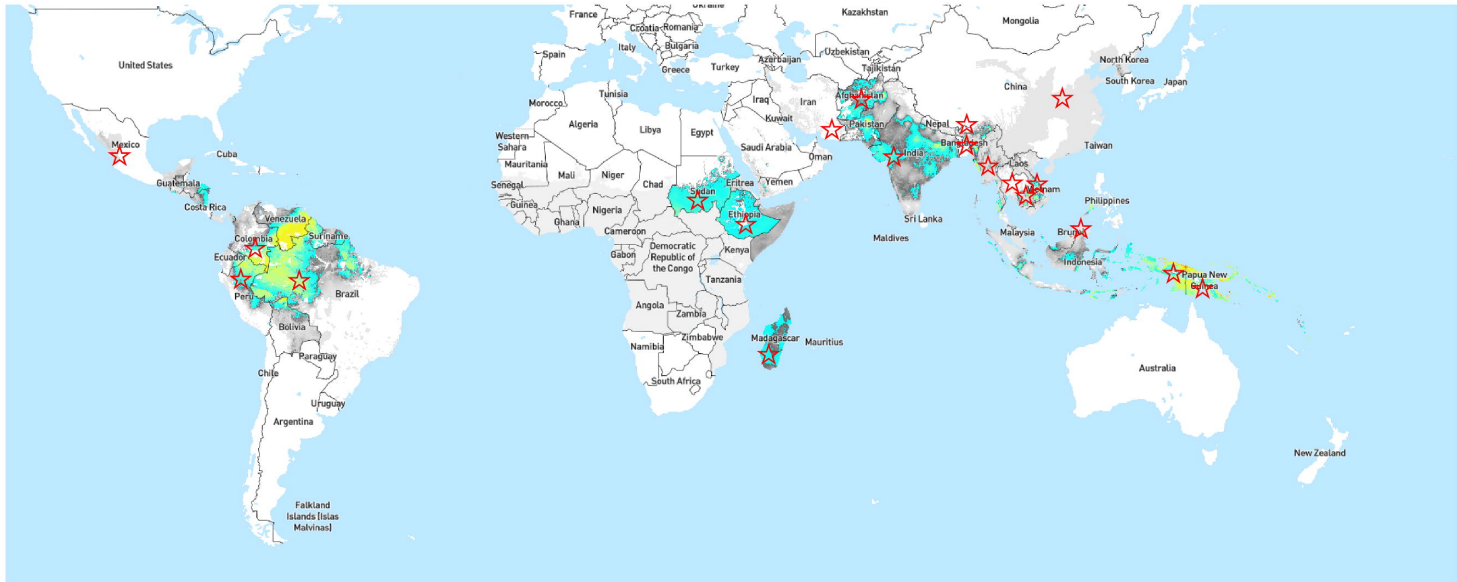 Ukraine
France
Kazakhstan
Mongolia
Croatia
Romania
Italy
Bulgaria
Uzbekistan
Spain
Greece
Turkey
Azerbaijan
Tajikistan
North Korea
South Korea
Japan
United States
China
Tunisia
Morocco
Iraq
Iran
Afghanistan
Algeria
Libya
Egypt
Kuwait
Pakistan
Nepal
Mexico
Cuba
Western
Sahara
Saudi Arabia
Oman
India
Bangladesh
Taiwan
Mauritania
Mali
Niger
Chad
Sudan
Eritrea
Yemen
Laos
Guatemala
Senegal
Vietnam
Philippines
Costa Rica
Guinea
Nigeria
Ethiopia
Sri Lanka
Venezuela
Ghana
Cameroon
Maldives
Malaysia
Brunei
Colombia
Suriname
Democratic
Republic of
the Congo
Kenya
Ecuador
Gabon
Indonesia
Papua New
Guinea
Peru
Brazil
Tanzania
Angola
Zambia
Bolivia
Zimbabwe
Madagascar
Mauritius
Namibia
Paraguay
Chile
South Africa
Australia
Uruguay
Argentina
New Zealand
Falkland
Islands (Islas
Malvinas)